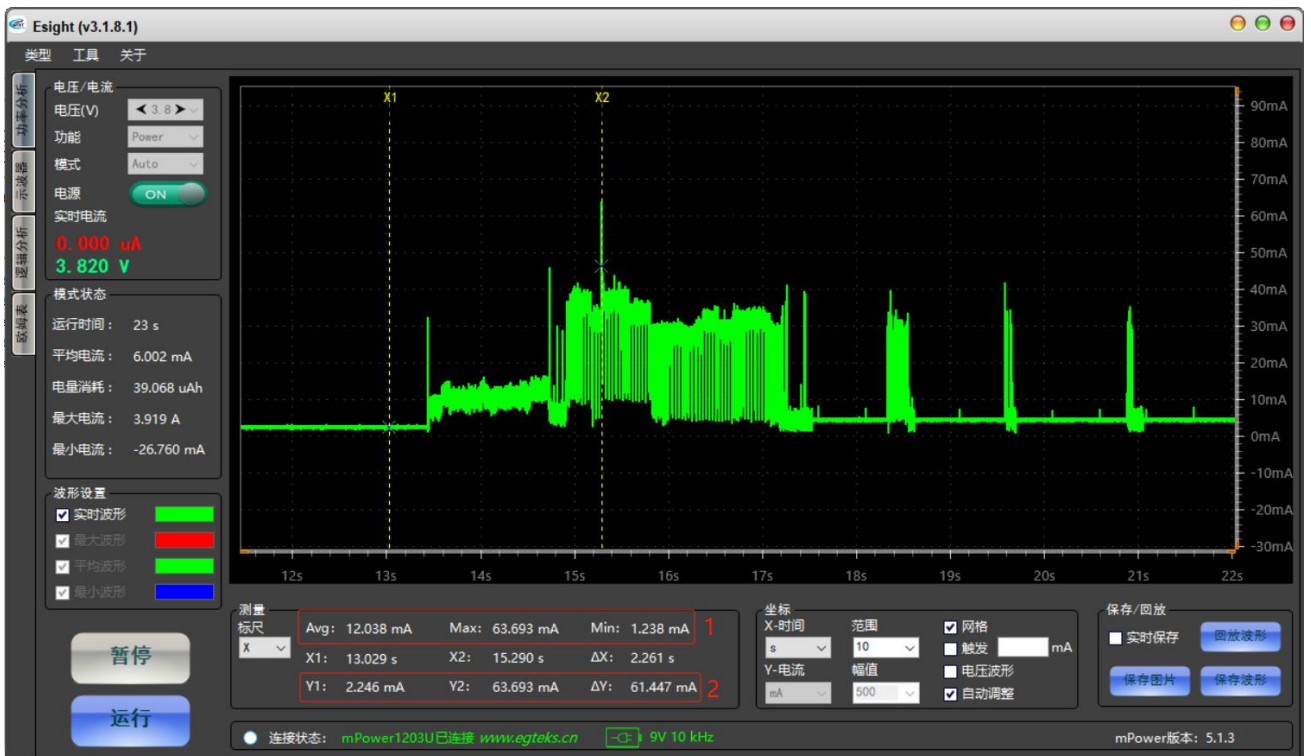 Esight (v3.1.8.1)
类型 工具 关于
功率分析
示波器
逻辑分析
欧姆表
电压/电流
电压(V) 3.8
功能 Power
模式 Auto
电源 ON
实时电流
0.000 uA
3.820 V
模式状态
运行时间： 23 s
平均电流： 6.002 mA
电量消耗： 39.068 uAh
最大电流： 3.919 A
最小电流： -26.760 mA
波形设置
实时波形
最大波形
平均波形
最小波形
暂停
运行
X1 X2
90mA
80mA
70mA
60mA
50mA
40mA
30mA
20mA
10mA
0mA
-10mA
-20mA
-30mA
12s 13s 14s 15s 16s 17s 18s 19s 20s 21s 22s
测量
标尺
X
Avg: 12.038 mA Max: 63.693 mA Min: 1.238 mA 1
X1: 13.029 s X2: 15.290 s ΔX: 2.261 s
Y1: 2.246 mA Y2: 63.693 mA ΔY: 61.447 mA 2
坐标
X-时间 范围
s 10
Y-电流 幅值
mA 500
网格
触发 mA
电压波形
自动调整
保存/回放
实时保存 回放波形
保存图片 保存波形
连接状态： mPower1203U已连接 www.egteks.cn 9V 10 kHz mPower版本： 5.1.3